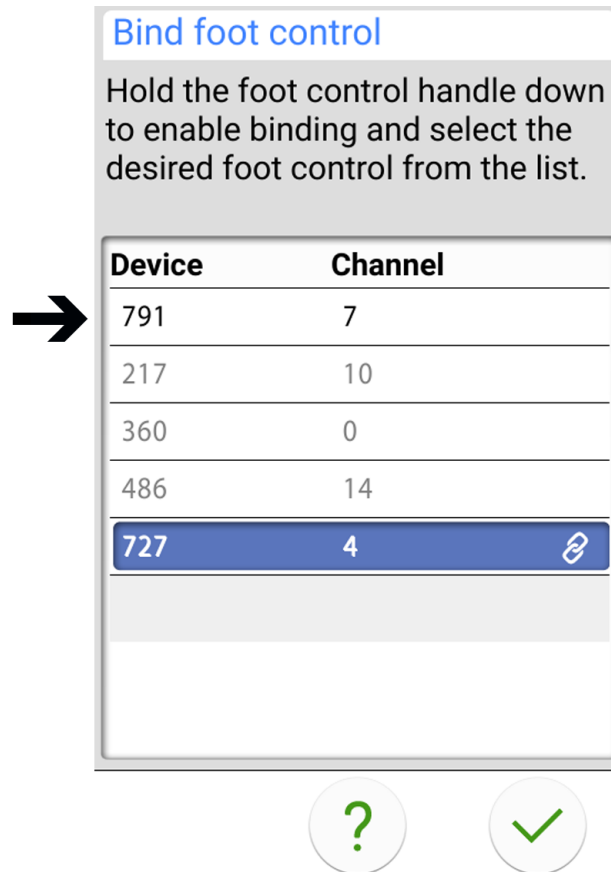 Bind foot control
Hold the foot control handle down
to enable binding and select the
desired foot control from the list.
Device Channel
791 7
217 10
360 0
486 14
727 4
?